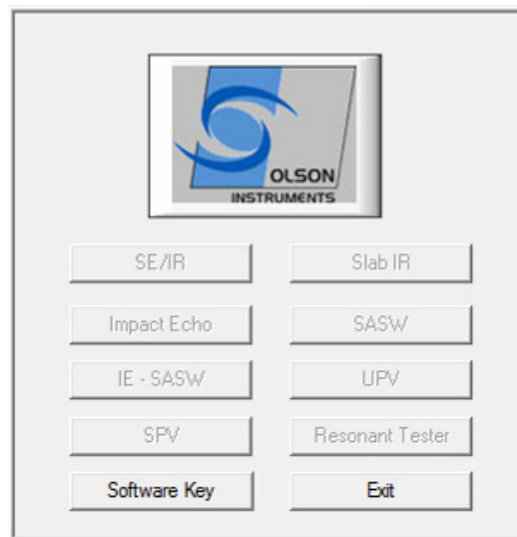 OLSON
INSTRUMENTS
SE/IR
Slab IR
Impact Echo
SASW
IE - SASW
UPV
SPV
Resonant Tester
Software Key
Exit